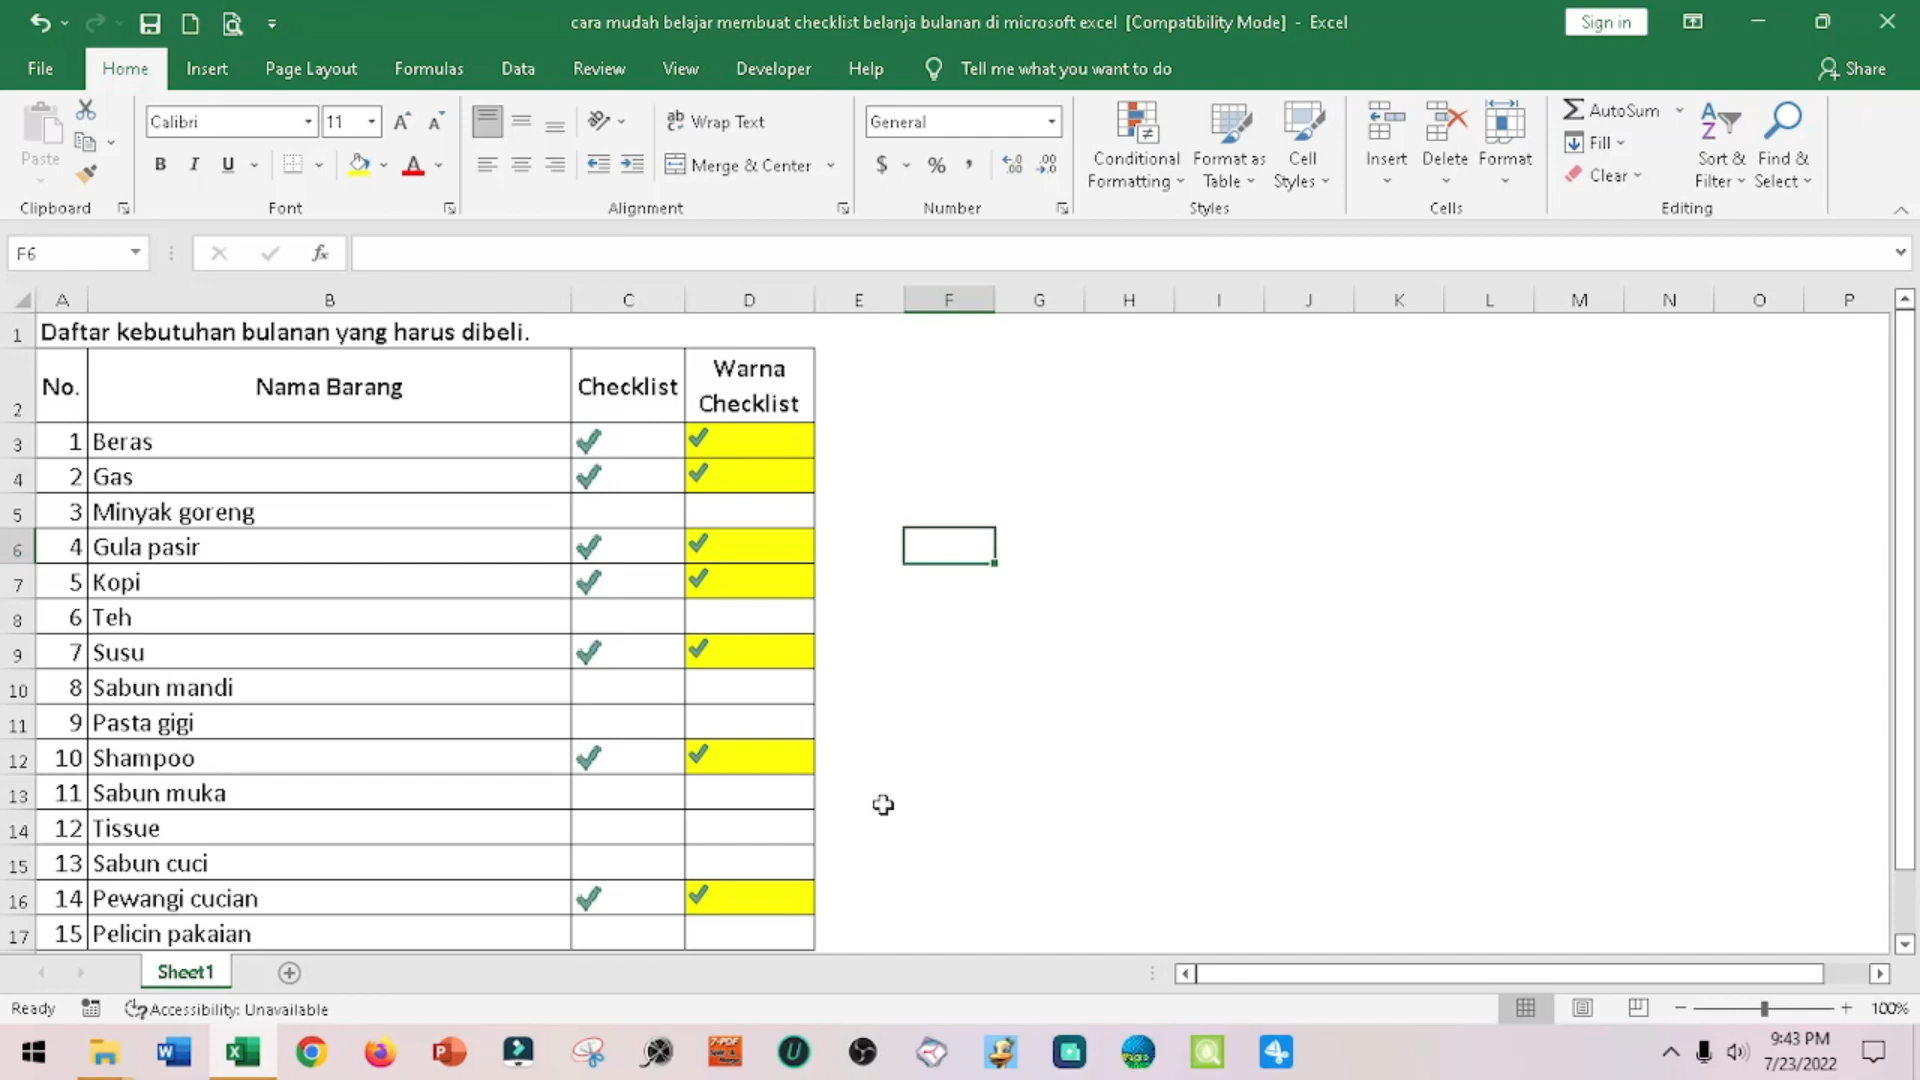 cara mudah belajar membuat checklist belanja bulanan di microsoft excel [Compatibility Mode] - Excel
Sign in
File Home Insert Page Layout Formulas Data Review View Developer Help Tell me what you want to do Share
Paste
Clipboard
Calibri 11
B I U
Font
Wrap Text
Merge & Center
Alignment
General
$ % ,
Number
Conditional Formatting
Format as Table
Cell Styles
Styles
Insert Delete Format
Cells
AutoSum
Fill
Clear
Sort & Filter
Find & Select
Editing
F6 fx
A B C D E F G H I J K L M N O P
1 Daftar kebutuhan bulanan yang harus dibeli.
2 No. Nama Barang Checklist Warna Checklist
3 1 Beras
4 2 Gas
5 3 Minyak goreng
6 4 Gula pasir
7 5 Kopi
8 6 Teh
9 7 Susu
10 8 Sabun mandi
11 9 Pasta gigi
12 10 Shampoo
13 11 Sabun muka
14 12 Tissue
15 13 Sabun cuci
16 14 Pewangi cucian
17 15 Pelicin pakaian
Sheet1
Ready Accessibility: Unavailable 100%
9:43 PM
7/23/2022